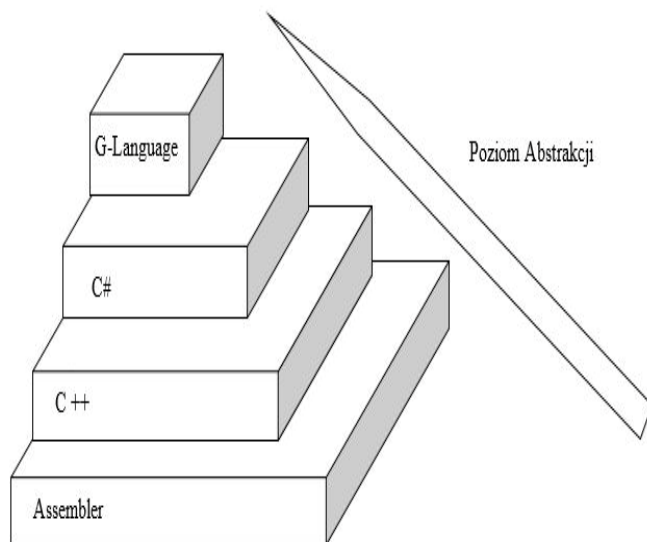 G-Language
Poziom Abstrakcji
C#
C ++
Assembler